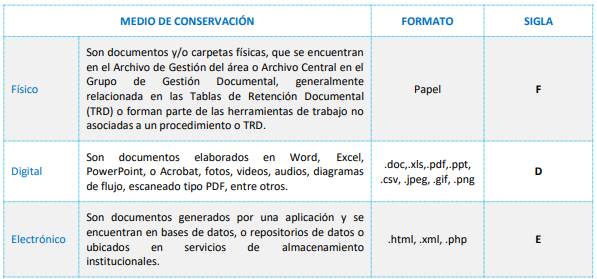 MEDIO DE CONSERVACIÓN FORMATO SIGLA
Son documentos y/o carpetas físicas, que se encuentran
en el Archivo de Gestión del área o Archivo Central en el
Grupo de Gestión Documental, generalmente
Físico relacionada en las Tablas de Retención Documental Papel F
(TRD) o forman parte de las herramientas de trabajo no
asociadas a un procedimiento o TRD.
Son documentos elaborados en Word, Excel,
Digital PowerPoint, o Acrobat, fotos, videos, audios, diagramas .doc,.xls,.pdf,.ppt, D
de flujo, escaneado tipo PDF, entre otros. .csv, .jpeg, .gif, .png
Son documentos generados por una aplicación y se
Electrónico encuentran en bases de datos, o repositorios de datos o .html, .xml, .php E
ubicados en servicios de almacenamiento
institucionales.